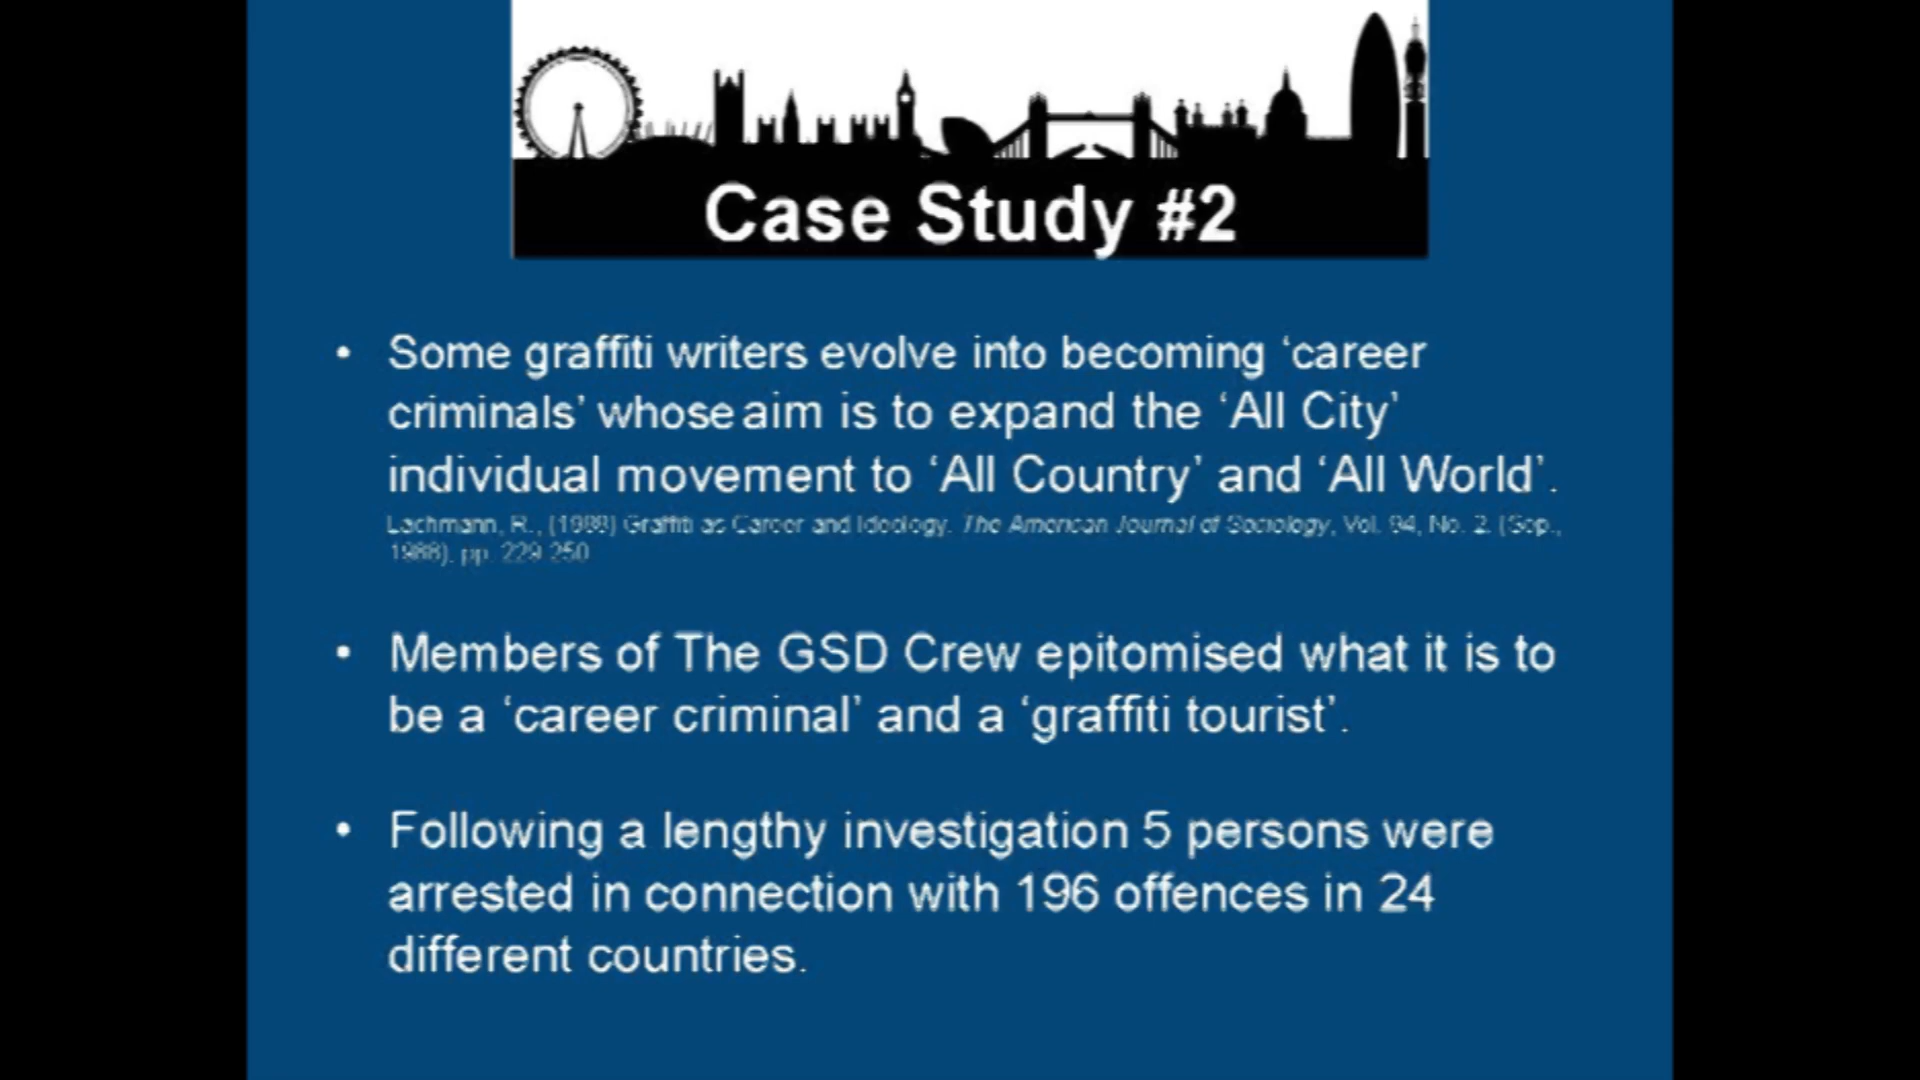 Case Study #2
• Some graffiti writers evolve into becoming ‘career
criminals’ whose aim is to expand the ‘All City’
individual movement to ‘All Country’ and ‘All World’.
Lachmann, R., (1988) Graffiti as Career and Ideology. The American Journal of Sociology, Vol. 94, No. 2. (Sep.,
1988), pp. 229-250
• Members of The GSD Crew epitomised what it is to
be a ‘career criminal’ and a ‘graffiti tourist’.
• Following a lengthy investigation 5 persons were
arrested in connection with 196 offences in 24
different countries.